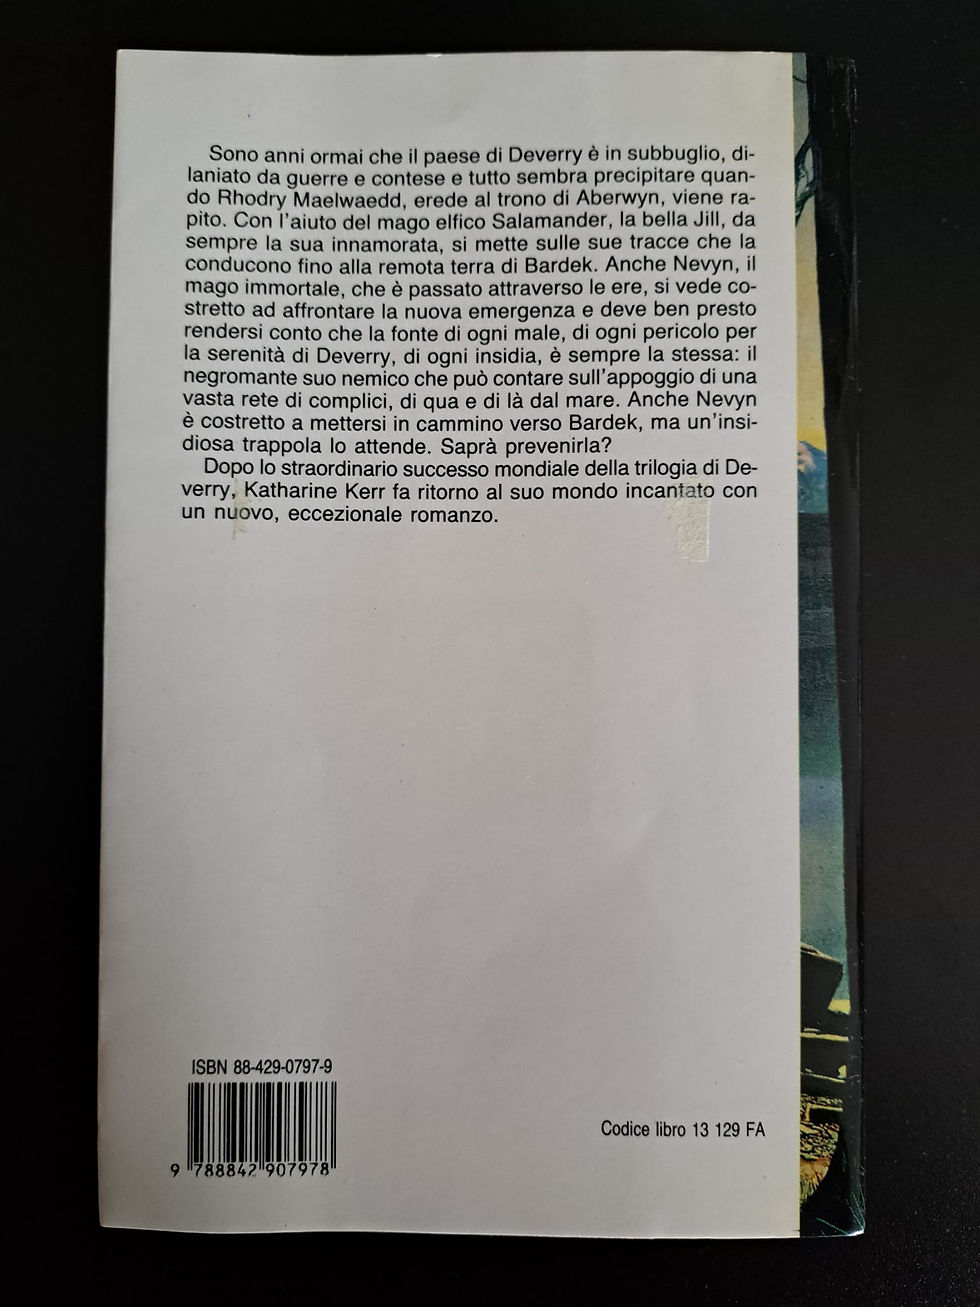 Sono anni ormai che il paese di Deverry è in subbuglio, di-
laniato da guerre e contese e tutto sembra precipitare quan-
do Rhodry Maelwaedd, erede al trono di Aberwyn, viene ra-
pito. Con l'aiuto del mago elfico Salamander, la bella Jill, da
sempre la sua innamorata, si mette sulle sue tracce che la
conducono fino alla remota terra di Bardek. Anche Nevyn, il
mago immortale, che è passato attraverso le ere, si vede co-
stretto ad affrontare la nuova emergenza e deve ben presto
rendersi conto che la fonte di ogni male, di ogni pericolo per
la serenità di Deverry, di ogni insidia, è sempre la stessa: il
negromante suo nemico che può contare sull'appoggio di una
vasta rete di complici, di qua e di là dal mare. Anche Nevyn
è costretto a mettersi in cammino verso Bardek, ma un'insi-
diosa trappola lo attende. Saprà prevenirla?
Dopo lo straordinario successo mondiale della trilogia di De-
verry, Katharine Kerr fa ritorno al suo mondo incantato con
un nuovo, eccezionale romanzo.
ISBN 88-429-0797-9
9 788842 907978
Codice libro 13 129 FA